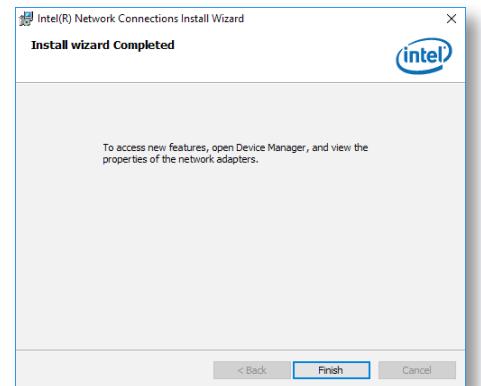 Intel(R) Network Connections Install Wizard
Install wizard Completed
intel
To access new features, open Device Manager, and view the
properties of the network adapters.
< Back
Finish
Cancel